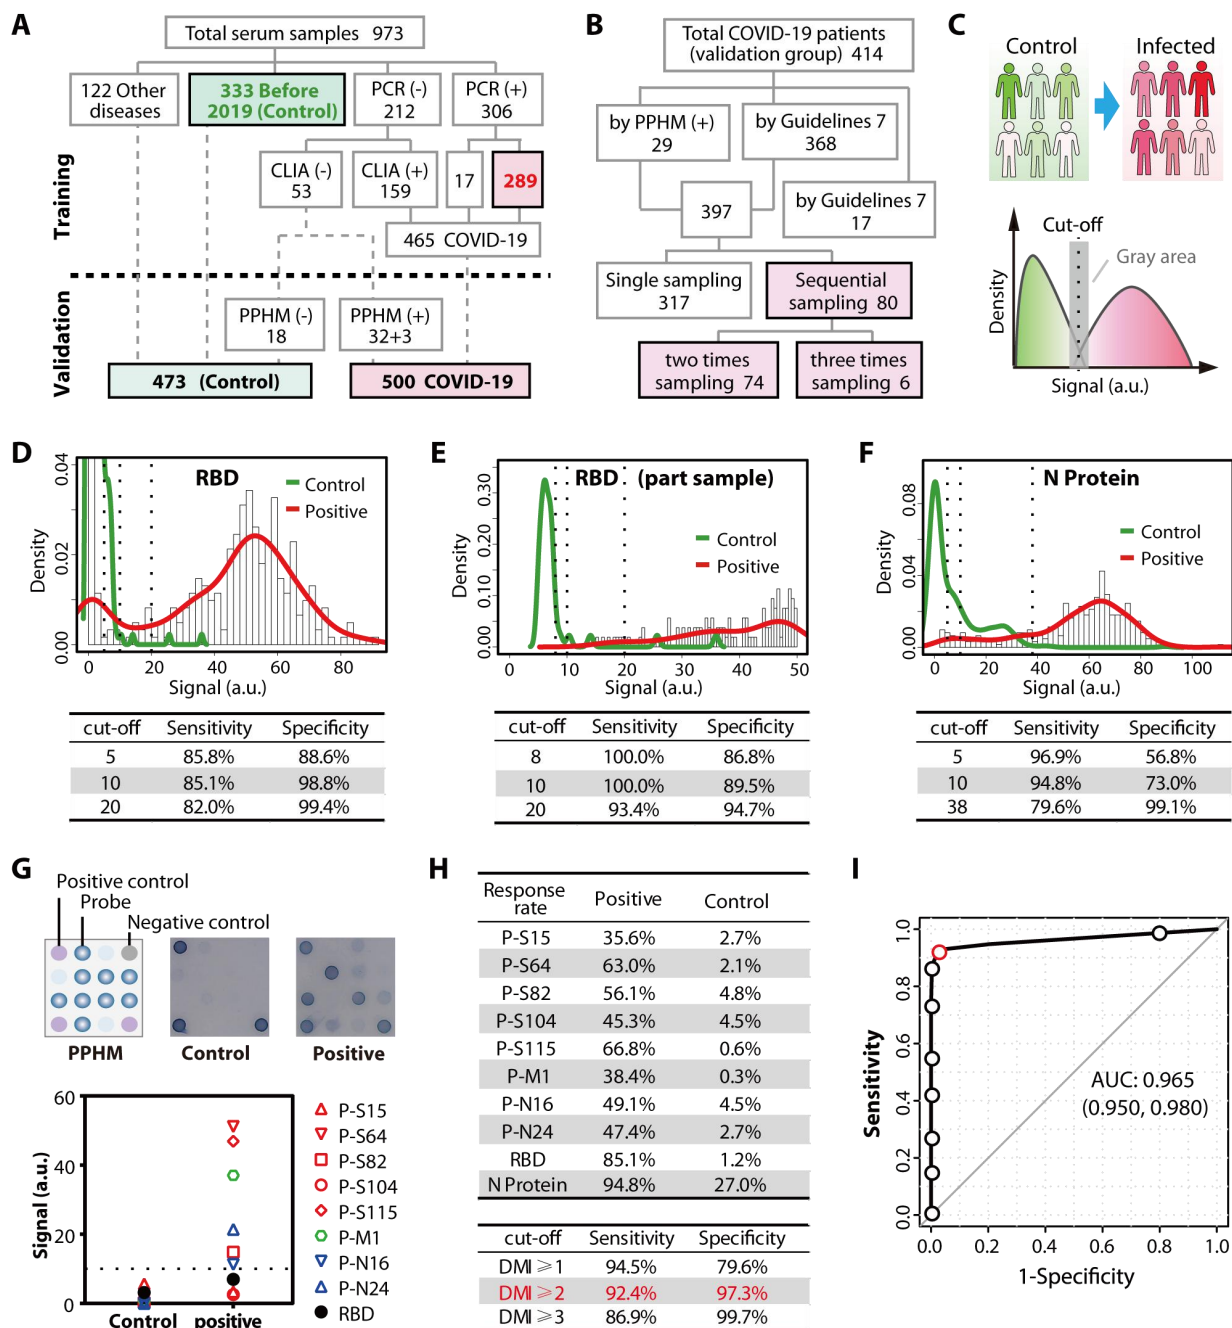 A
Total serum samples 973
122 Other
diseases
333 Before
2019 (Control)
PCR (-)
212
PCR (+)
306
CLIA (-)
53
CLIA (+)
159
17
289
465 COVID-19
Training
Validation
PPHM (-)
18
PPHM (+)
32+3
473 (Control)
500 COVID-19
B
Total COVID-19 patients
(validation group) 414
by PPHM (+)
29
by Guidelines 7
368
397
by Guidelines 7
17
Single sampling
317
Sequential
sampling 80
two times
sampling 74
three times
sampling 6
C
Control
Infected
Cut-off
Gray area
Density
Signal (a.u.)
D
RBD
Control
Positive
Density
0.04
0.02
0.00
0 20 40 60 80
Signal (a.u.)
cut-off Sensitivity Specificity
5 85.8% 88.6%
10 85.1% 98.8%
20 82.0% 99.4%
E
RBD (part sample)
Control
Positive
Density
0.30
0.20
0.10
0.00
0 10 20 30 40 50
Signal (a.u.)
cut-off Sensitivity Specificity
8 100.0% 86.8%
10 100.0% 89.5%
20 93.4% 94.7%
F
N Protein
Control
Positive
Density
0.08
0.04
0.00
0 20 40 60 80 100
Signal (a.u.)
cut-off Sensitivity Specificity
5 96.9% 56.8%
10 94.8% 73.0%
38 79.6% 99.1%
G
Positive control
Probe
Negative control
PPHM
Control
Positive
Signal (a.u.)
60
40
20
0
Control positive
P-S15
P-S64
P-S82
P-S104
P-S115
P-M1
P-N16
P-N24
RBD
H
Response
rate
Positive Control
P-S15 35.6% 2.7%
P-S64 63.0% 2.1%
P-S82 56.1% 4.8%
P-S104 45.3% 4.5%
P-S115 66.8% 0.6%
P-M1 38.4% 0.3%
P-N16 49.1% 4.5%
P-N24 47.4% 2.7%
RBD 85.1% 1.2%
N Protein 94.8% 27.0%
cut-off Sensitivity Specificity
DMI ⩾ 1 94.5% 79.6%
DMI ⩾ 2 92.4% 97.3%
DMI ⩾ 3 86.9% 99.7%
I
Sensitivity
1.0
0.8
0.6
0.4
0.2
0.0
AUC: 0.965
(0.950, 0.980)
0.0 0.2 0.4 0.6 0.8 1.0
1-Specificity